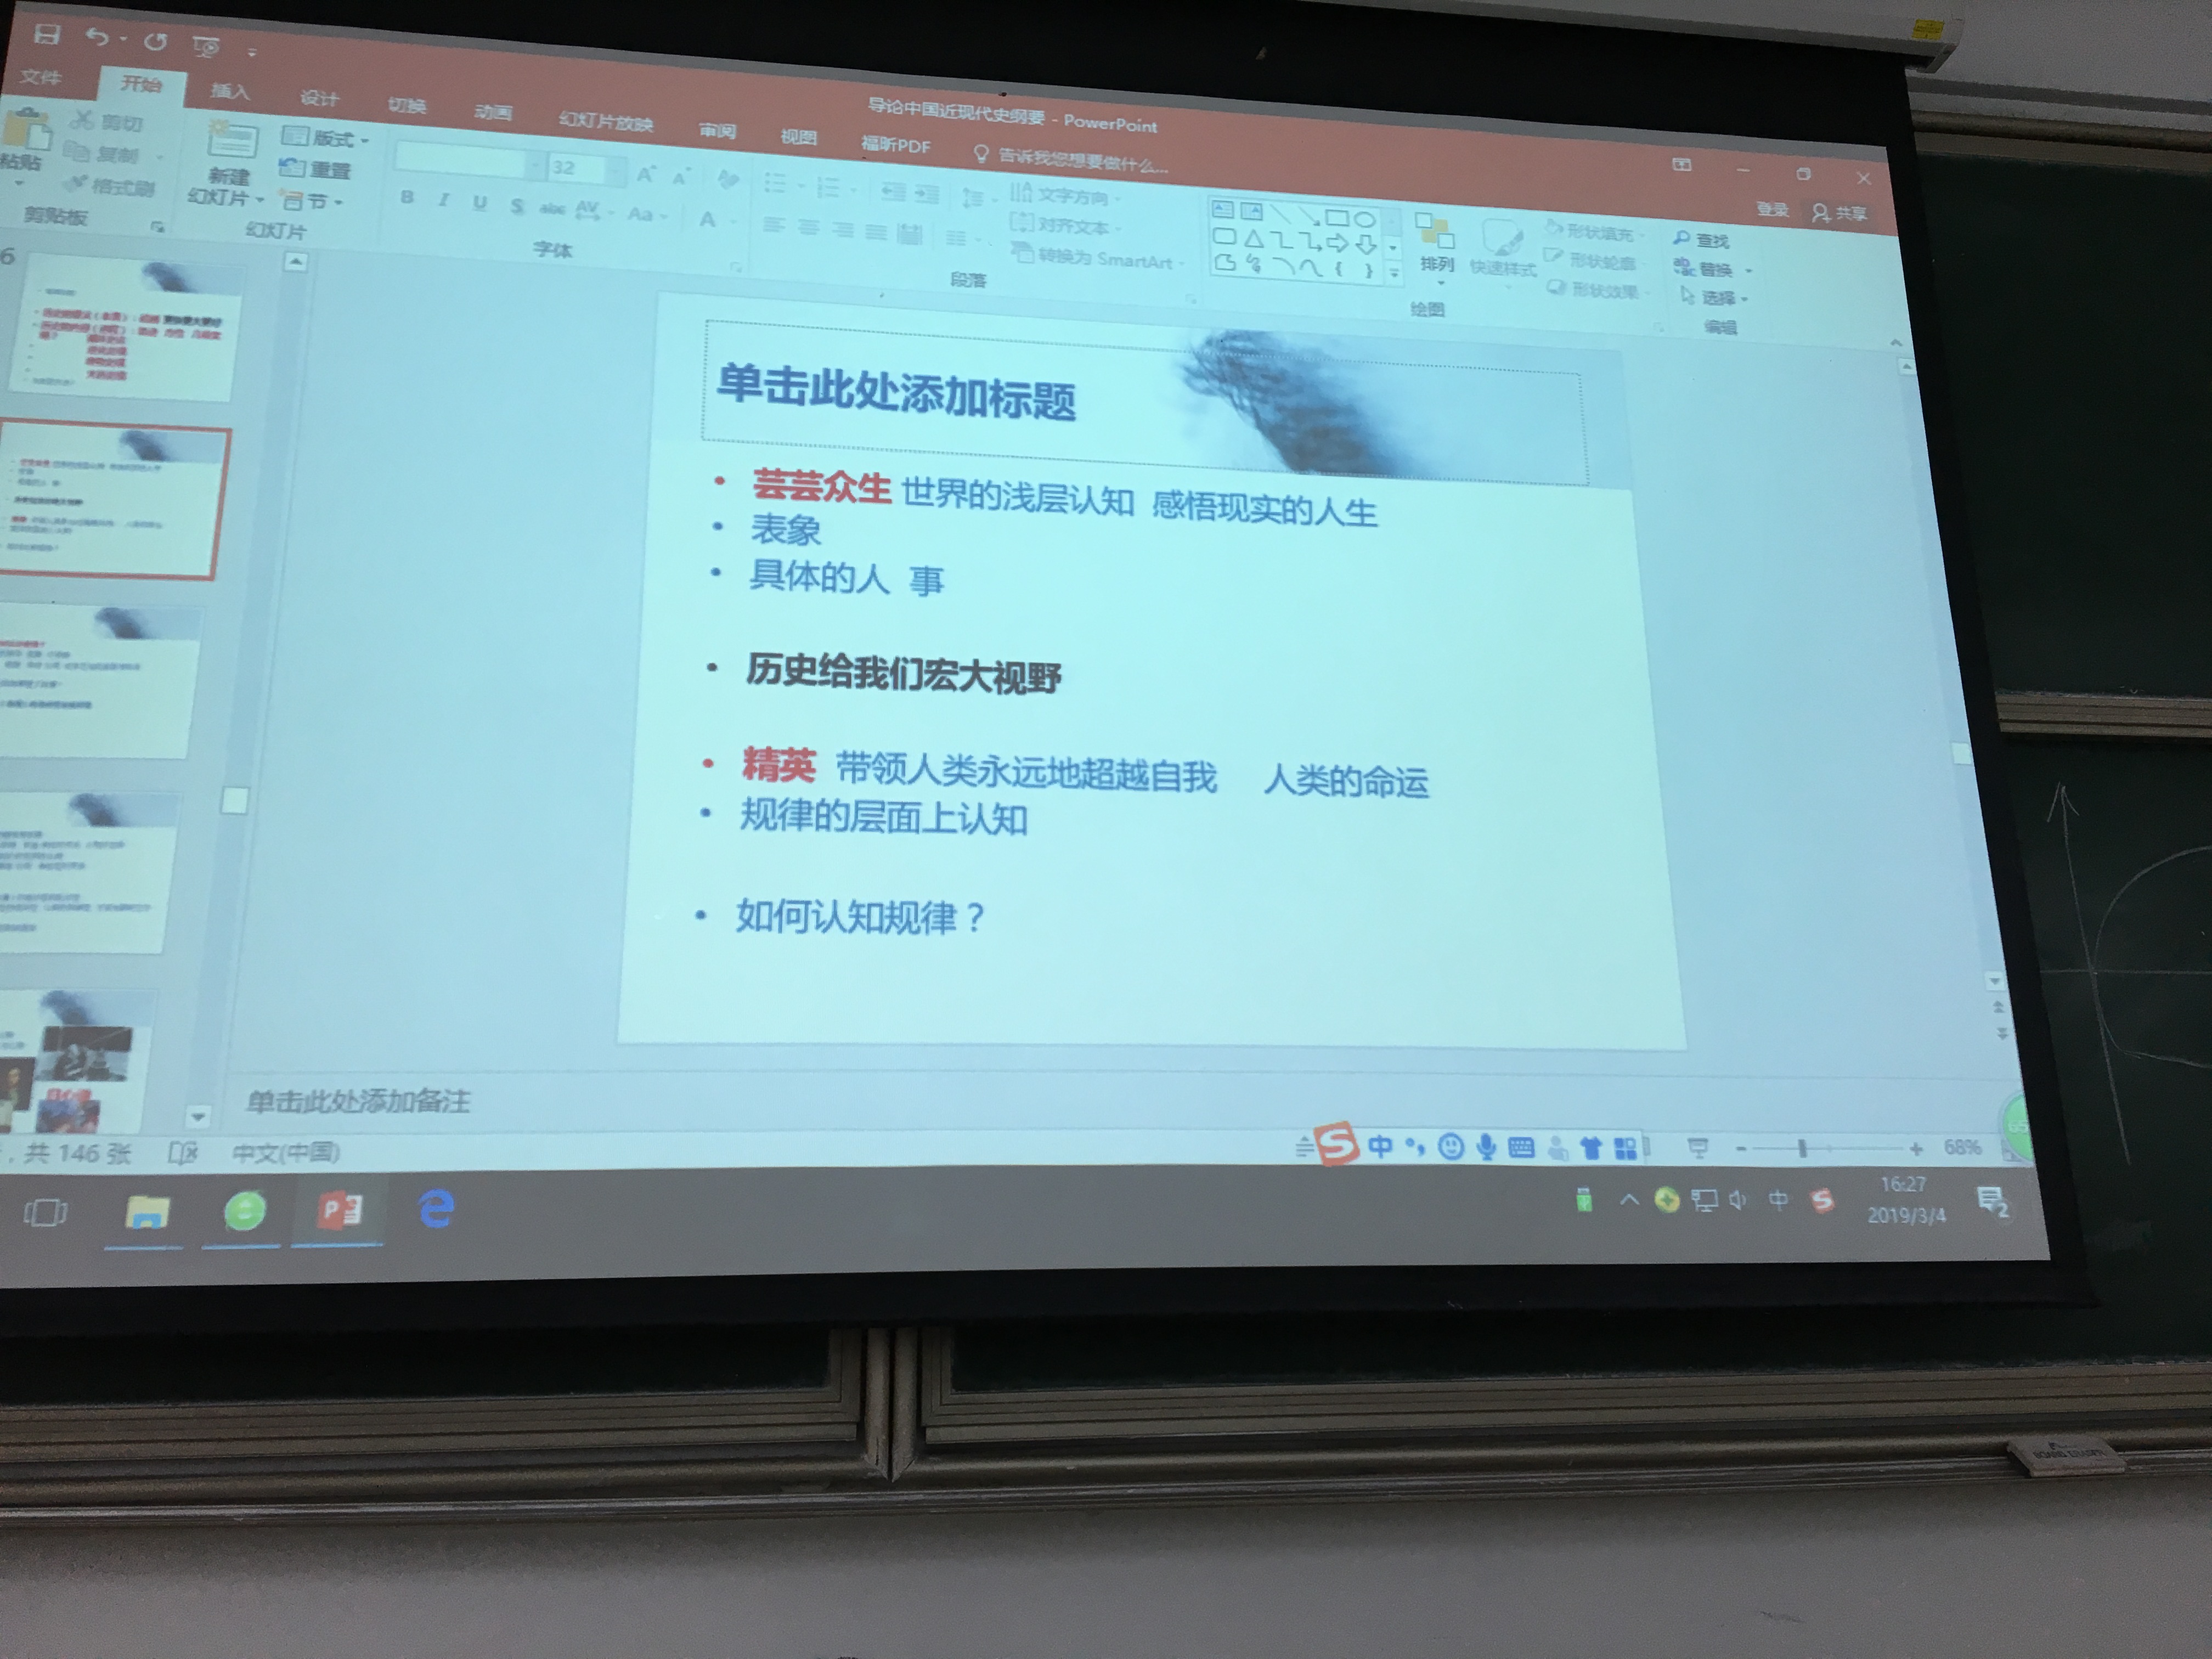 导论中国近现代史纲要 - PowerPoint
文件 开始 插入 设计 切换 动画 幻灯片放映 审阅 视图 福昕PDF 告诉我您想要做什么...
登录 共享
粘贴 剪切 复制 格式刷
剪贴板
新建 幻灯片 版式 重置 节
幻灯片
32
B I U S abc AV Aa A
字体
文字方向
对齐文本
转换为 SmartArt
段落
排列 快速样式 形状填充 形状轮廓 形状效果
绘图
查找
替换
选择
编辑
6
单击此处添加标题
• 芸芸众生 世界的浅层认知 感悟现实的人生
• 表象
• 具体的人 事
• 历史给我们宏大视野
• 精英 带领人类永远地超越自我 人类的命运
• 规律的层面上认知
• 如何认知规律？
单击此处添加备注
，共 146 张 中文(中国)
中
68%
中
16:27
2019/3/4
2